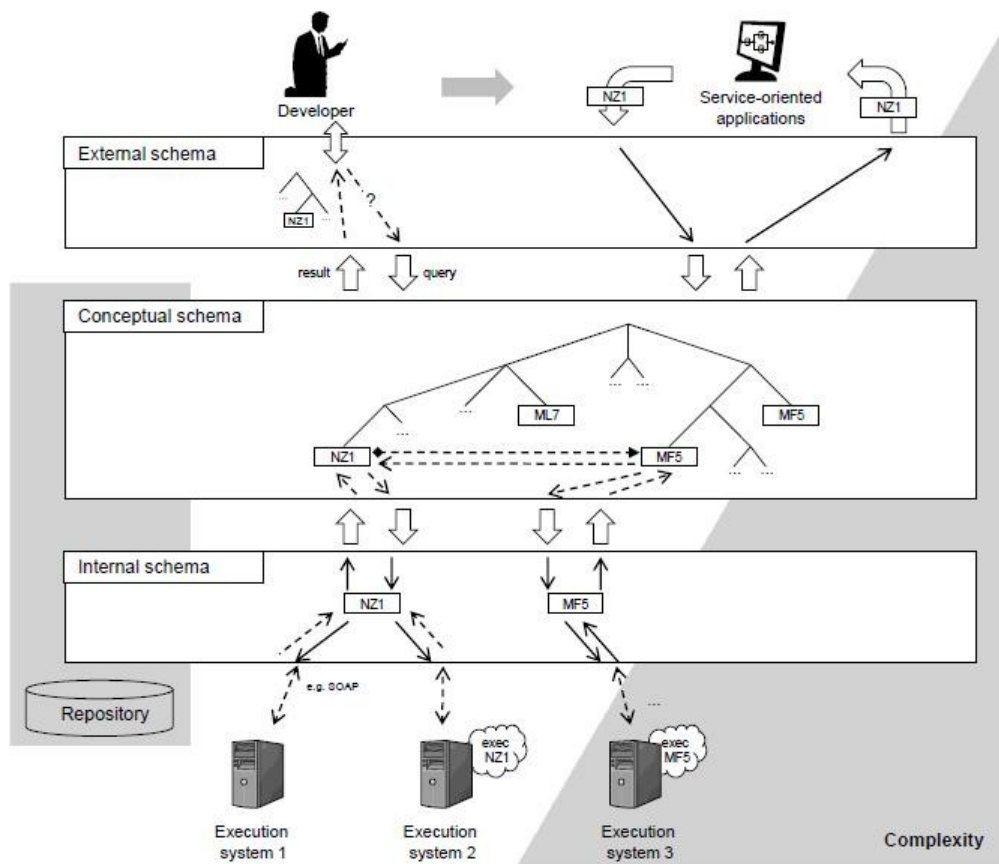 NZ1
Developer
Service-oriented
applications
NZ1
External schema
...
?
NZ1
...
result
query
Conceptual schema
...
...
...
ML7
MF5
...
NZ1
MF5
...
...
Internal schema
NZ1
MF5
e.g. SOAP
...
Repository
exec
NZ1
exec
MF5
Execution
system 1
Execution
system 2
Execution
system 3
Complexity